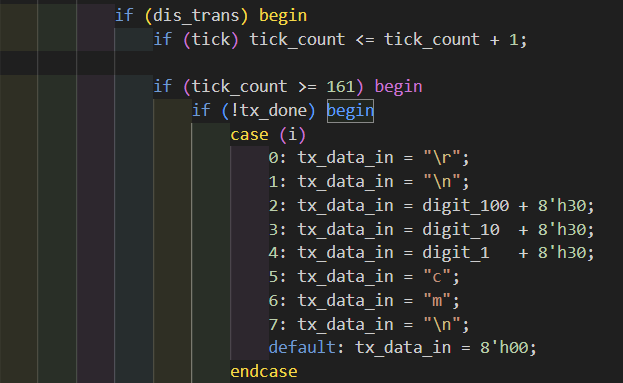 if (dis_trans) begin
if (tick) tick_count <= tick_count + 1;
if (tick_count >= 161) begin
if (!tx_done) begin
case (i)
0: tx_data_in = "\r";
1: tx_data_in = "\n";
2: tx_data_in = digit_100 + 8'h30;
3: tx_data_in = digit_10  + 8'h30;
4: tx_data_in = digit_1   + 8'h30;
5: tx_data_in = "c";
6: tx_data_in = "m";
7: tx_data_in = "\n";
default: tx_data_in = 8'h00;
endcase